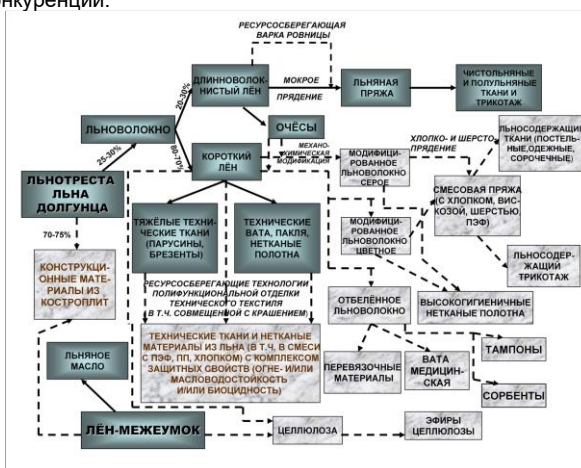 конкуренции.
РЕСУРСОСБЕРЕГАЮЩАЯ
ВАРКА РОВНИЦЫ
20-30%
ДЛИННОВОЛОК-
НИСТЫЙ ЛЁН
МОКРОЕ
ПРЯДЕНИЕ
ЛЬНЯНАЯ
ПРЯЖА
ЧИСТОЛЬНЯНЫЕ
И ПОЛУЛЬНЯНЫЕ
ТКАНИ И
ТРИКОТАЖ
ЛЬНОВОЛОКНО
ОЧЁСЫ
25-30%
80-70%
КОРОТКИЙ
ЛЁН
МЕХАНО-
ХИМИЧЕСКАЯ
МОДИФИКАЦИЯ
МОДИФИЦИ-
РОВАННОЕ
ЛЬНОВОЛОКНО
СЕРОЕ
ХЛОПКО- И ШЕРСТО-
ПРЯДЕНИЕ
ЛЬНОСОДЕРЖАЩИЕ
ТКАНИ (ПОСТЕЛЬ-
НЫЕ,ОДЕЖНЫЕ,
СОРОЧЕЧНЫЕ)
ЛЬНОТРЕСТА
ЛЬНА
ДОЛГУНЦА
70-75%
ТЯЖЁЛЫЕ ТЕХНИ-
ЧЕСКИЕ ТКАНИ
(ПАРУСИНЫ,
БРЕЗЕНТЫ)
ТЕХНИЧЕСКИЕ
ВАТА, ПАКЛЯ,
НЕТКАНЫЕ
ПОЛОТНА
МОДИФИ-
ЦИРОВАННОЕ
ЛЬНОВОЛОКНО
ЦВЕТНОЕ
СМЕСОВАЯ ПРЯЖА
(С ХЛОПКОМ, ВИС-
КОЗОЙ, ШЕРСТЬЮ,
ПЭФ)
ЛЬНОСОДЕР-
ЖАЩИЙ
ТРИКОТАЖ
КОНСТРУКЦИ-
ОННЫЕ МАТЕ-
РИАЛЫ ИЗ
КОСТРОПЛИТ
РЕСУРСОСБЕРЕГАЮЩИЕ ТЕХНОЛОГИИ
ПОЛИФУНКЦИОНАЛЬНОЙ ОТДЕЛКИ
ТЕХНИЧЕСКОГО ТЕКСТИЛЯ
(В Т.Ч. СОВМЕЩЕННОЙ С КРАШЕНИЕМ)
ОТБЕЛЁННОЕ
ЛЬНОВОЛОКНО
ВЫСОКОГИГИЕНИЧНЫЕ
НЕТКАНЫЕ ПОЛОТНА
ТЕХНИЧЕСКИЕ ТКАНИ И НЕТКАНЫЕ
МАТЕРИАЛЫ ИЗ ЛЬНА (В Т.Ч. В СМЕСИ
С ПЭФ, ПП, ХЛОПКОМ) С КОМПЛЕКСОМ
ЗАЩИТНЫХ СВОЙСТВ (ОГНЕ- И/ИЛИ
МАСЛОВОДОСТОЙКОСТЬ
И/ИЛИ БИОЦИДНОСТЬ)
ПЕРЕВЯЗОЧНЫЕ
МАТЕРИАЛЫ
ВАТА
МЕДИЦИН-
СКАЯ
ТАМПОНЫ
СОРБЕНТЫ
ЛЬНЯНОЕ
МАСЛО
ЛЁН-МЕЖЕУМОК
ЦЕЛЛЮЛОЗА
ЭФИРЫ
ЦЕЛЛЮЛОЗЫ